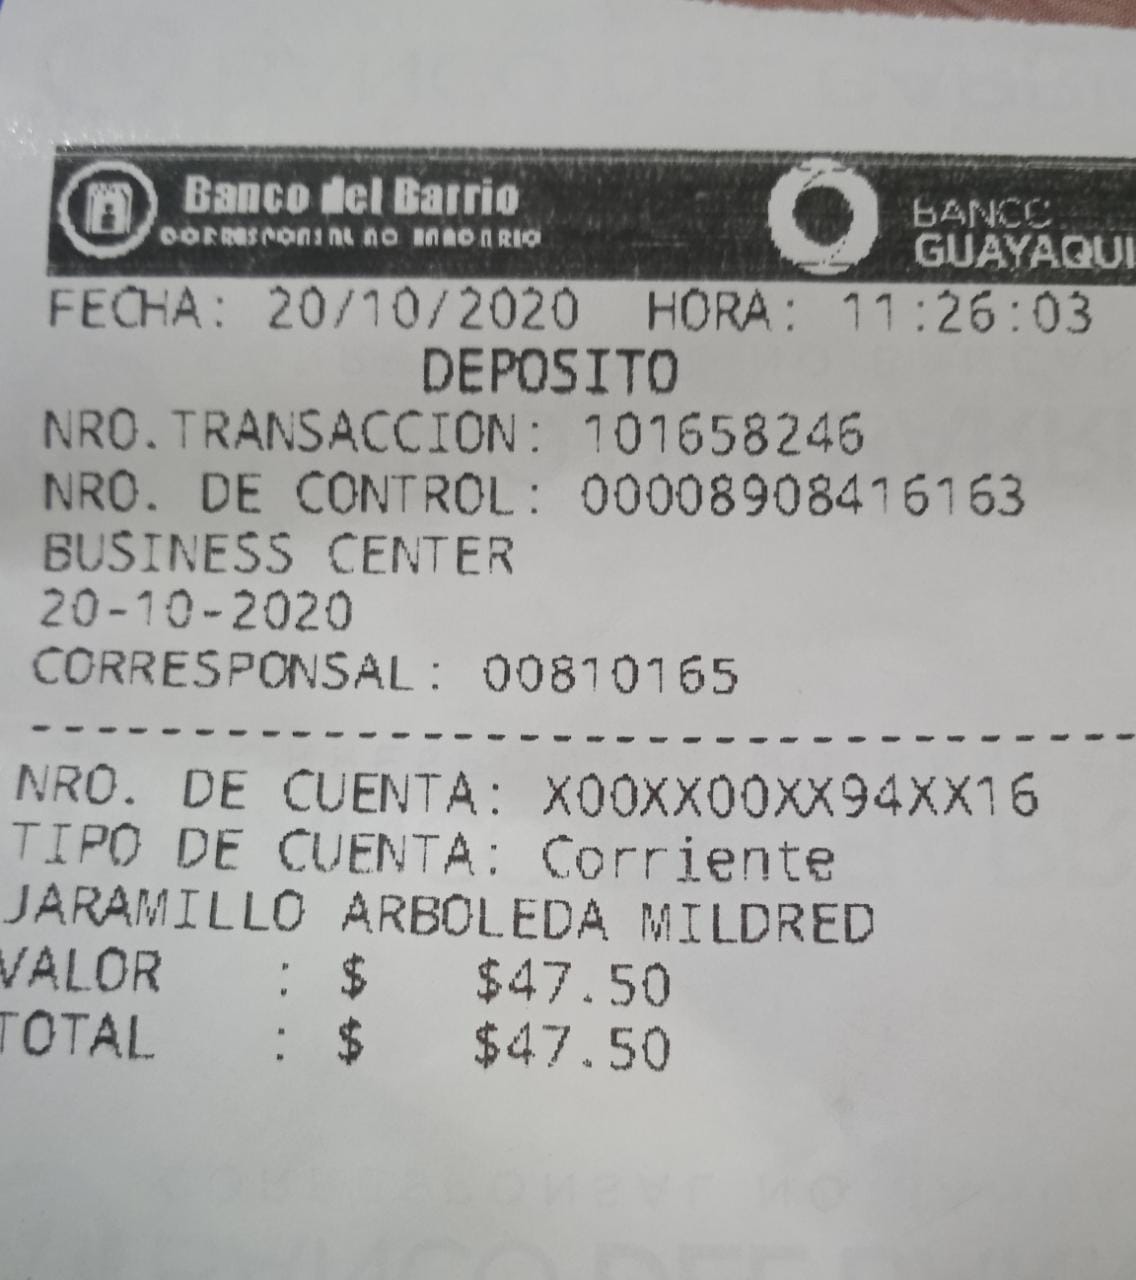 Banco del Barrio
CORRESPONSAL NO BANCARIO
BANCO
GUAYAQUI
FECHA: 20/10/2020 HORA: 11:26:03
DEPOSITO
NRO.TRANSACCION: 101658246
NRO. DE CONTROL: 00008908416163
BUSINESS CENTER
20-10-2020
CORRESPONSAL: 00810165
NRO. DE CUENTA: X00XX00XX94XX16
TIPO DE CUENTA: Corriente
JARAMILLO ARBOLEDA MILDRED
VALOR : $ $47.50
TOTAL : $ $47.50